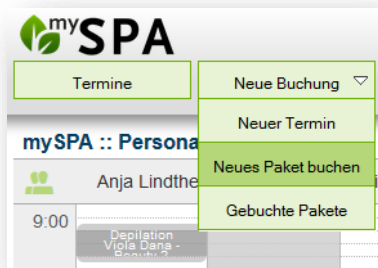 mySPA
Termine
Neue Buchung
Neuer Termin
mySPA :: Persona
Neues Paket buchen
Anja Lindthe
Gebuchte Pakete
9:00
Depilation
Viola Dana -
Beauty 2